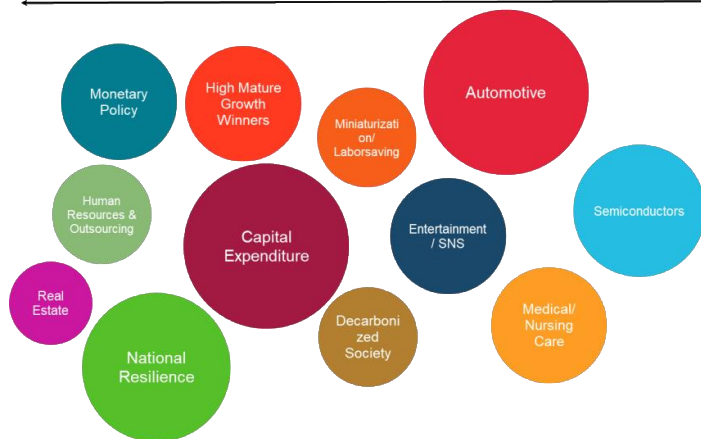 Monetary
Policy
High Mature
Growth
Winners
Miniaturizati
on/
Laborsaving
Automotive
Human
Resources &
Outsourcing
Capital
Expenditure
Entertainment
/ SNS
Semiconductors
Real
Estate
National
Resilience
Decarboni
zed
Society
Medical/
Nursing
Care